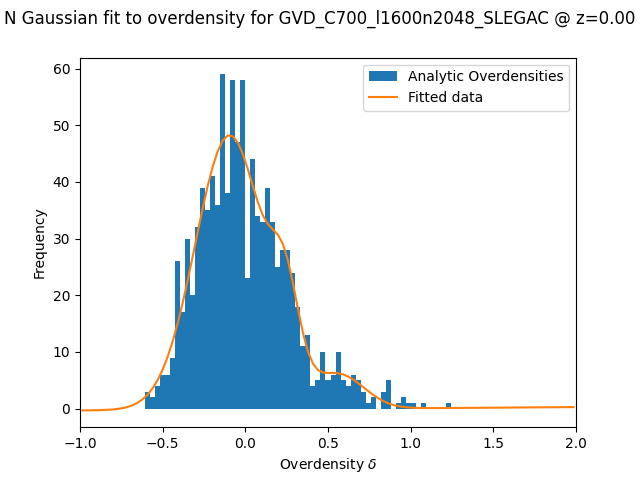 N Gaussian fit to overdensity for GVD_C700_l1600n2048_SLEGAC @ z=0.00
Analytic Overdensities
Fitted data
Frequency
60
50
40
30
20
10
0
−1.0 −0.5 0.0 0.5 1.0 1.5 2.0
Overdensity δ